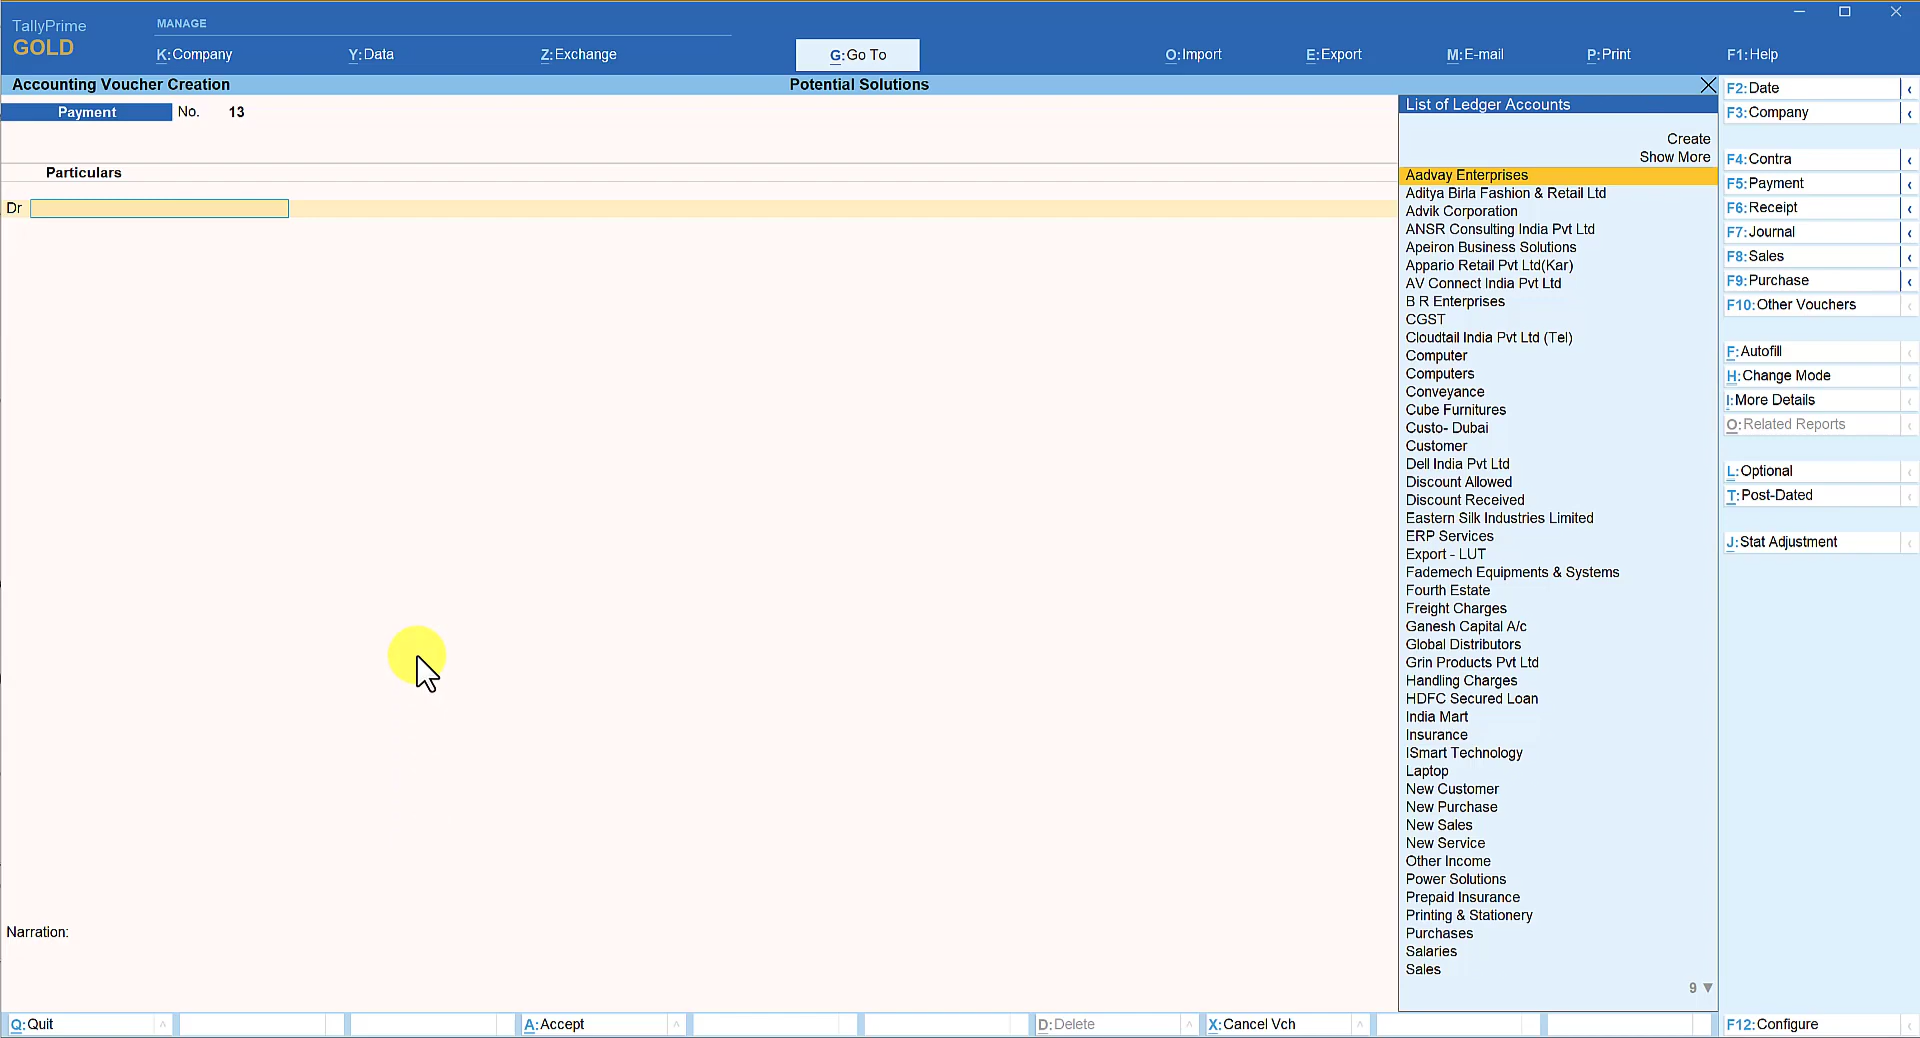 TallyPrime
GOLD
MANAGE
K:Company
Y:Data
Z:Exchange
G:Go To
O:Import
E:Export
M:E-mail
P:Print
F1:Help
Accounting Voucher Creation
Potential Solutions
Payment
No. 13
Particulars
Dr
Narration:
List of Ledger Accounts
Create
Show More
Aadvay Enterprises
Aditya Birla Fashion & Retail Ltd
Advik Corporation
ANSR Consulting India Pvt Ltd
Apeiron Business Solutions
Appario Retail Pvt Ltd(Kar)
AV Connect India Pvt Ltd
B R Enterprises
CGST
Cloudtail India Pvt Ltd (Tel)
Computer
Computers
Conveyance
Cube Furnitures
Custo- Dubai
Customer
Dell India Pvt Ltd
Discount Allowed
Discount Received
Eastern Silk Industries Limited
ERP Services
Export - LUT
Fademech Equipments & Systems
Fourth Estate
Freight Charges
Ganesh Capital A/c
Global Distributors
Grin Products Pvt Ltd
Handling Charges
HDFC Secured Loan
India Mart
Insurance
ISmart Technology
Laptop
New Customer
New Purchase
New Sales
New Service
Other Income
Power Solutions
Prepaid Insurance
Printing & Stationery
Purchases
Salaries
Sales
9 ▼
F2:Date
F3:Company
F4:Contra
F5:Payment
F6:Receipt
F7:Journal
F8:Sales
F9:Purchase
F10:Other Vouchers
F:Autofill
H:Change Mode
I:More Details
O:Related Reports
L:Optional
T:Post-Dated
J:Stat Adjustment
Q:Quit
A:Accept
D:Delete
X:Cancel Vch
F12:Configure